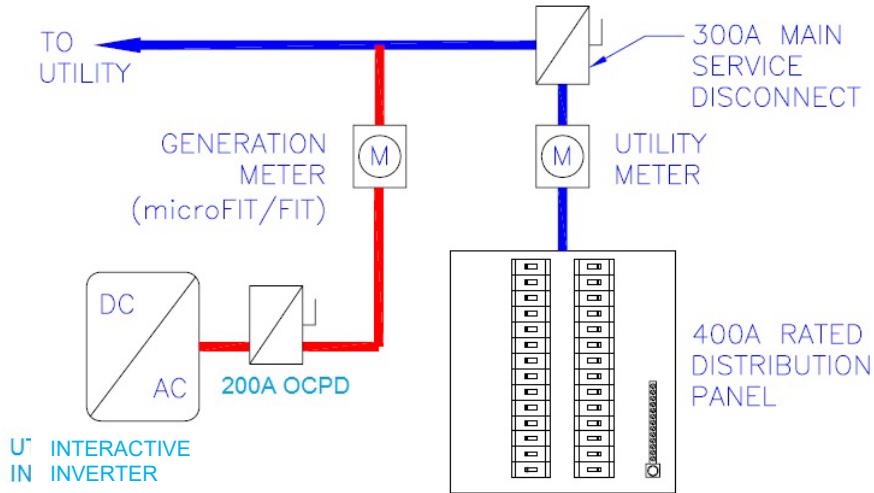 TO
UTILITY
300A MAIN
SERVICE
DISCONNECT
GENERATION
METER
(microFIT/FIT)
M
M
UTILITY
METER
DC
AC
200A OCPD
400A RATED
DISTRIBUTION
PANEL
INTERACTIVE
INVERTER